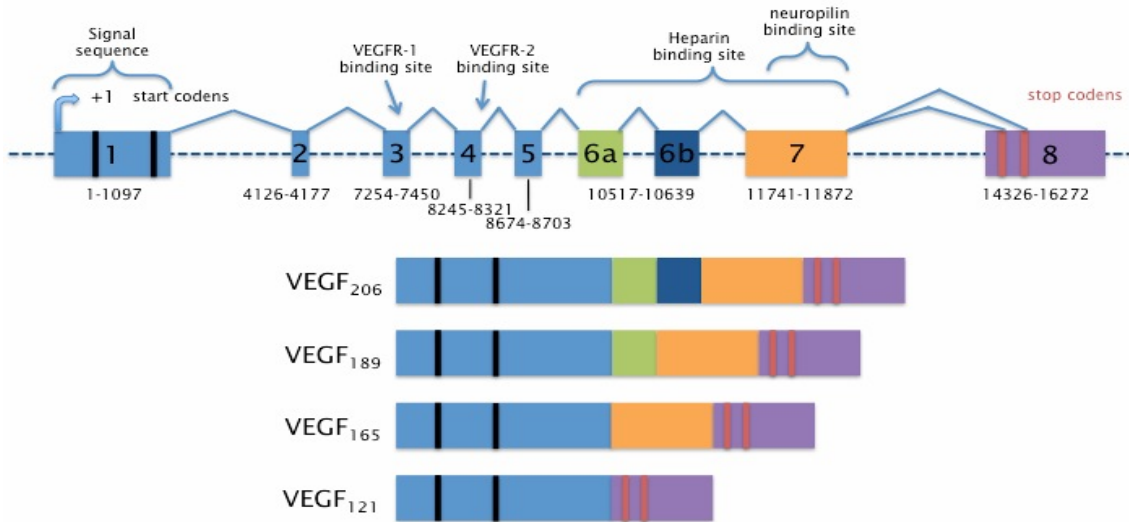 neuropilin
binding site
Signal
sequence
VEGFR-1
binding site
VEGFR-2
binding site
Heparin
binding site
+1
start codens
stop codens
1
2
3
4
5
6a
6b
7
8
1-1097
4126-4177
7254-7450
8245-8321
8674-8703
10517-10639
11741-11872
14326-16272
VEGF206
VEGF189
VEGF165
VEGF121